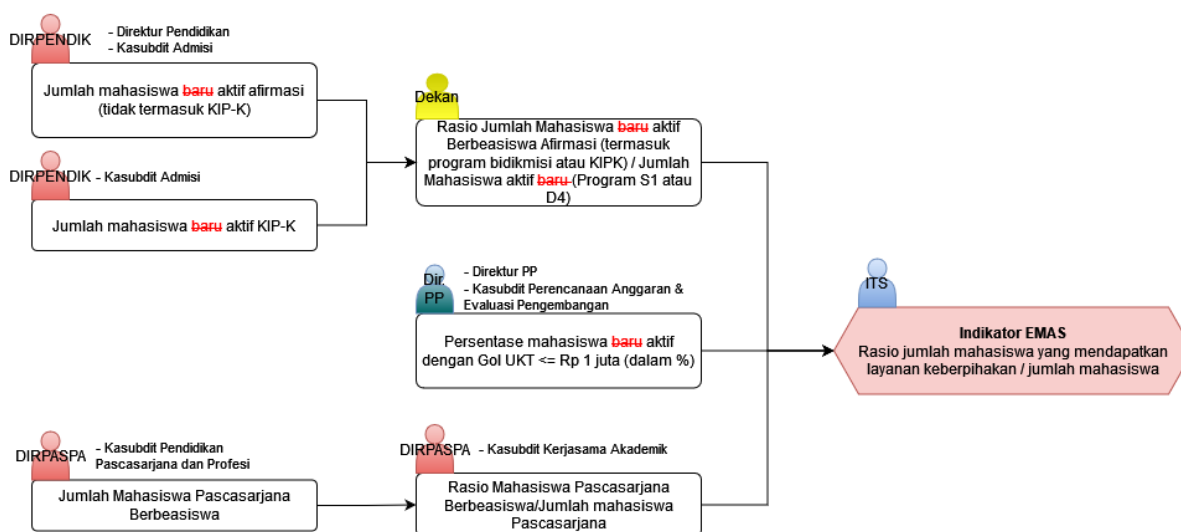 DIRPENDIK
- Direktur Pendidikan
- Kasubdit Admisi
Jumlah mahasiswa baru aktif afirmasi
(tidak termasuk KIP-K)
DIRPENDIK
- Kasubdit Admisi
Jumlah mahasiswa baru aktif KIP-K
Dekan
Rasio Jumlah Mahasiswa baru aktif
Berbeasiswa Afirmasi (termasuk
program bidikmisi atau KIPK) / Jumlah
Mahasiswa aktif baru (Program S1 atau
D4)
Dir.
PP
- Direktur PP
- Kasubdit Perencanaan Anggaran &
Evaluasi Pengembangan
Persentase mahasiswa baru aktif
dengan Gol UKT <= Rp 1 juta (dalam %)
ITS
Indikator EMAS
Rasio jumlah mahasiswa yang mendapatkan
layanan keberpihakan / jumlah mahasiswa
DIRPASPA
- Kasubdit Pendidikan
Pascasarjana dan Profesi
Jumlah Mahasiswa Pascasarjana
Berbeasiswa
DIRPASPA
- Kasubdit Kerjasama Akademik
Rasio Mahasiswa Pascasarjana
Berbeasiswa/Jumlah mahasiswa
Pascasarjana